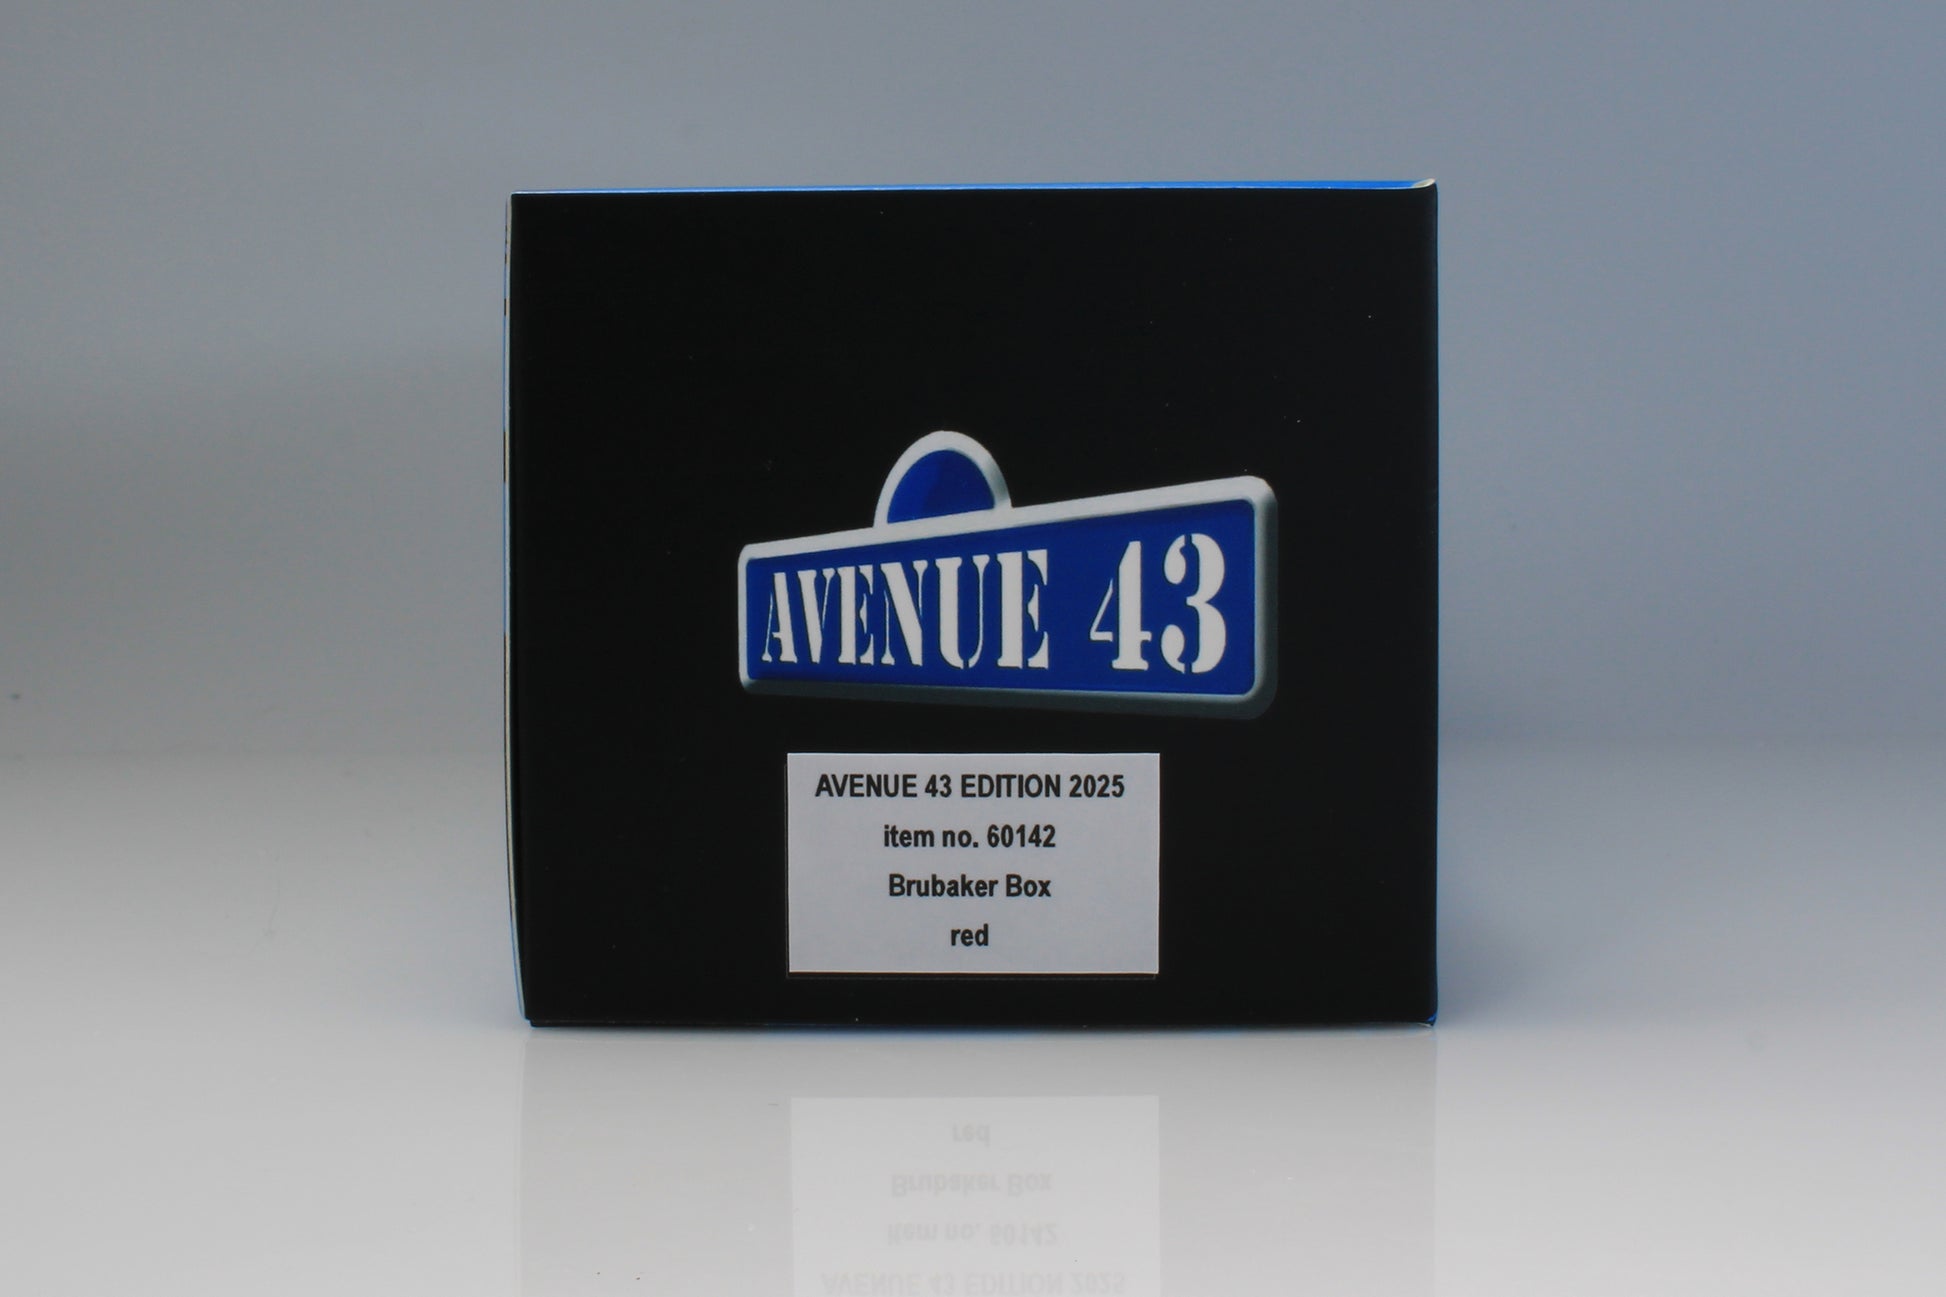 AVENUE 43
AVENUE 43 EDITION 2025
item no. 60142
Brubaker Box
red